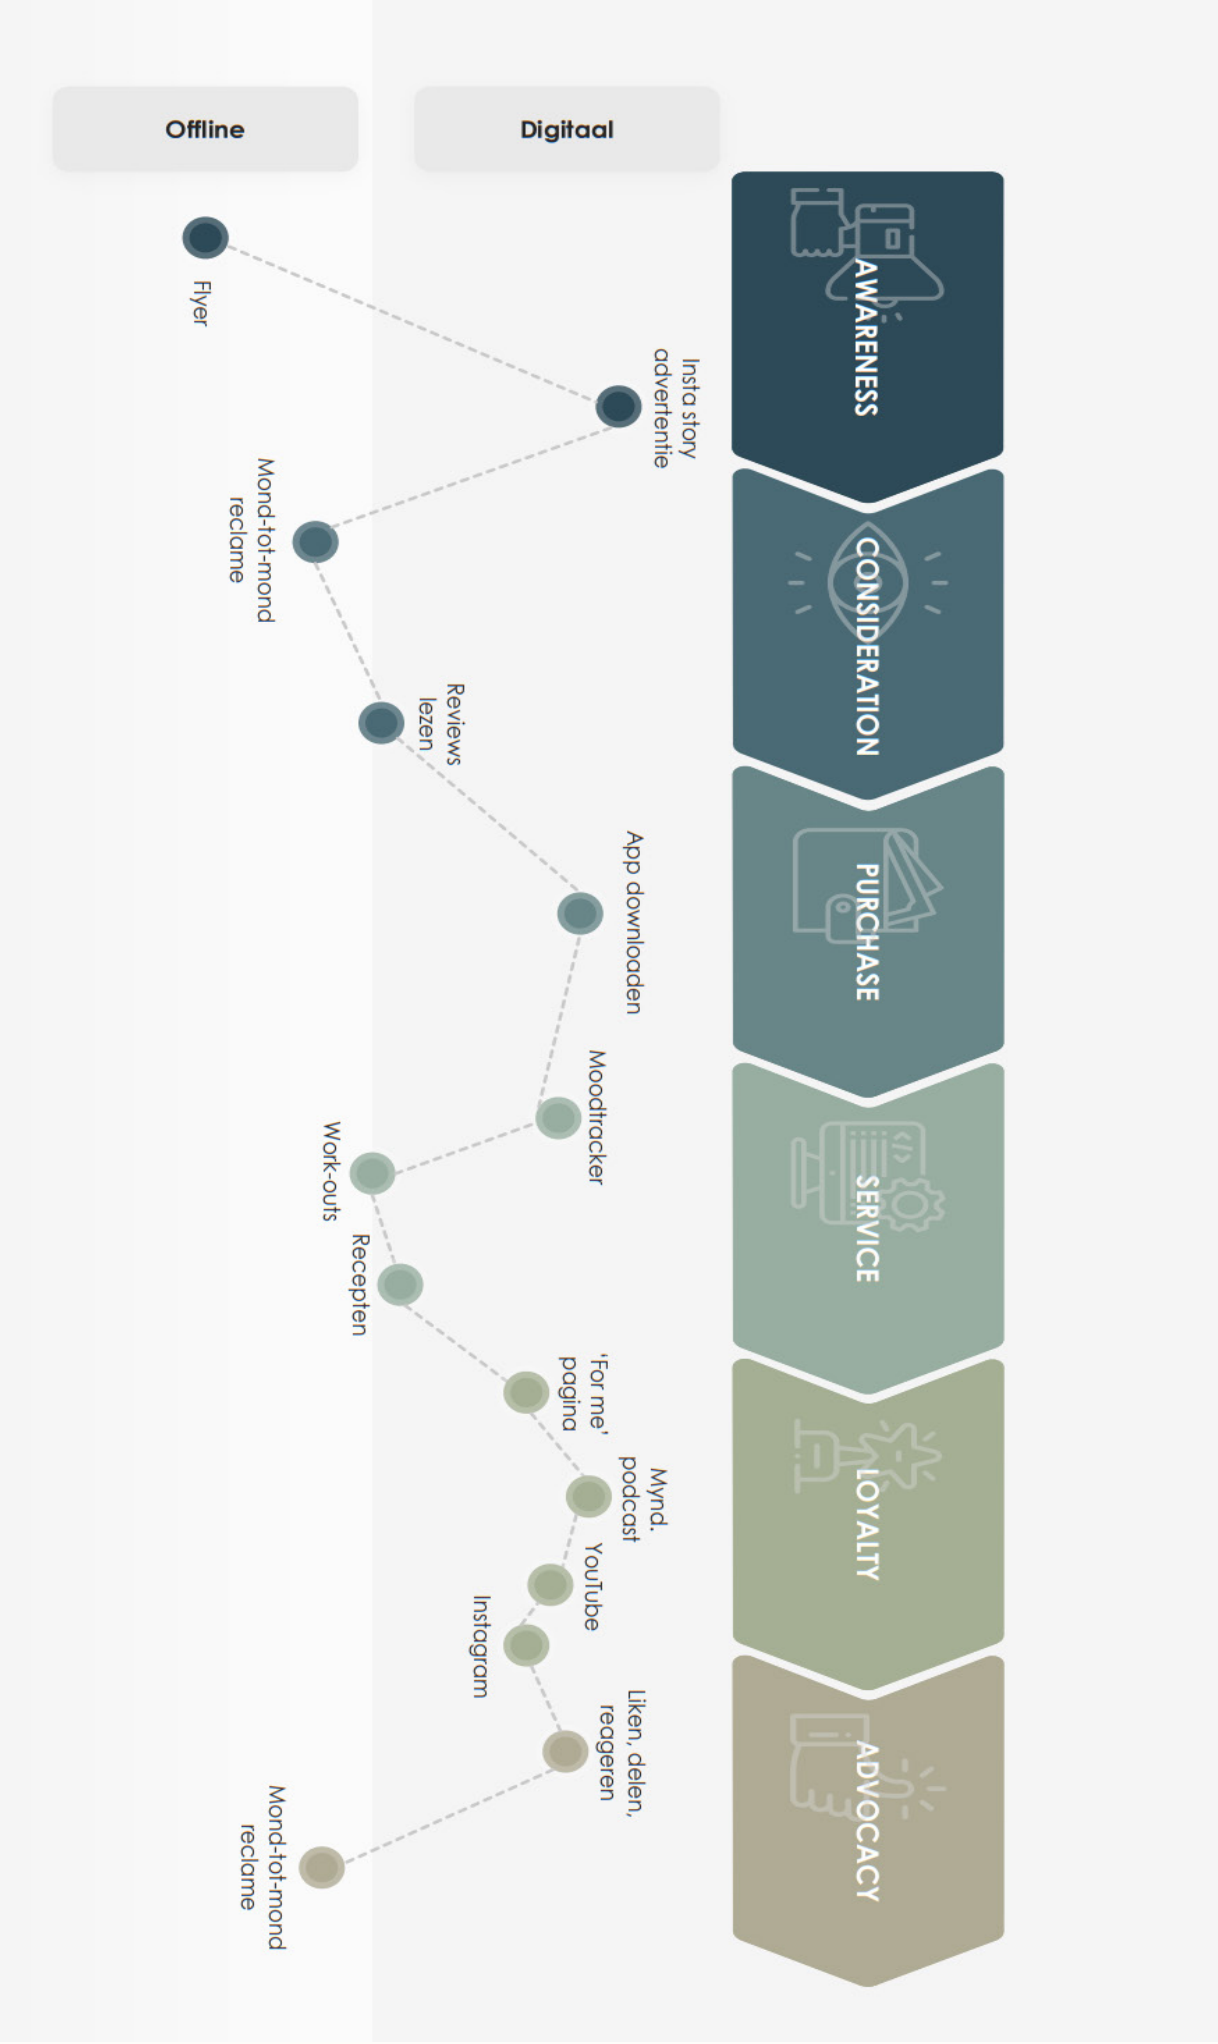 Offline
Digitaal
AWARENESS
CONSIDERATION
PURCHASE
SERVICE
LOYALTY
ADVOCACY
Flyer
Insta story
advertentie
Mond-tot-mond
reclame
Reviews
lezen
App downloaden
Moodtracker
Work-outs
Recepten
‘For me’
pagina
Mynd.
podcast
YouTube
Instagram
Liken, delen,
reageren
Mond-tot-mond
reclame